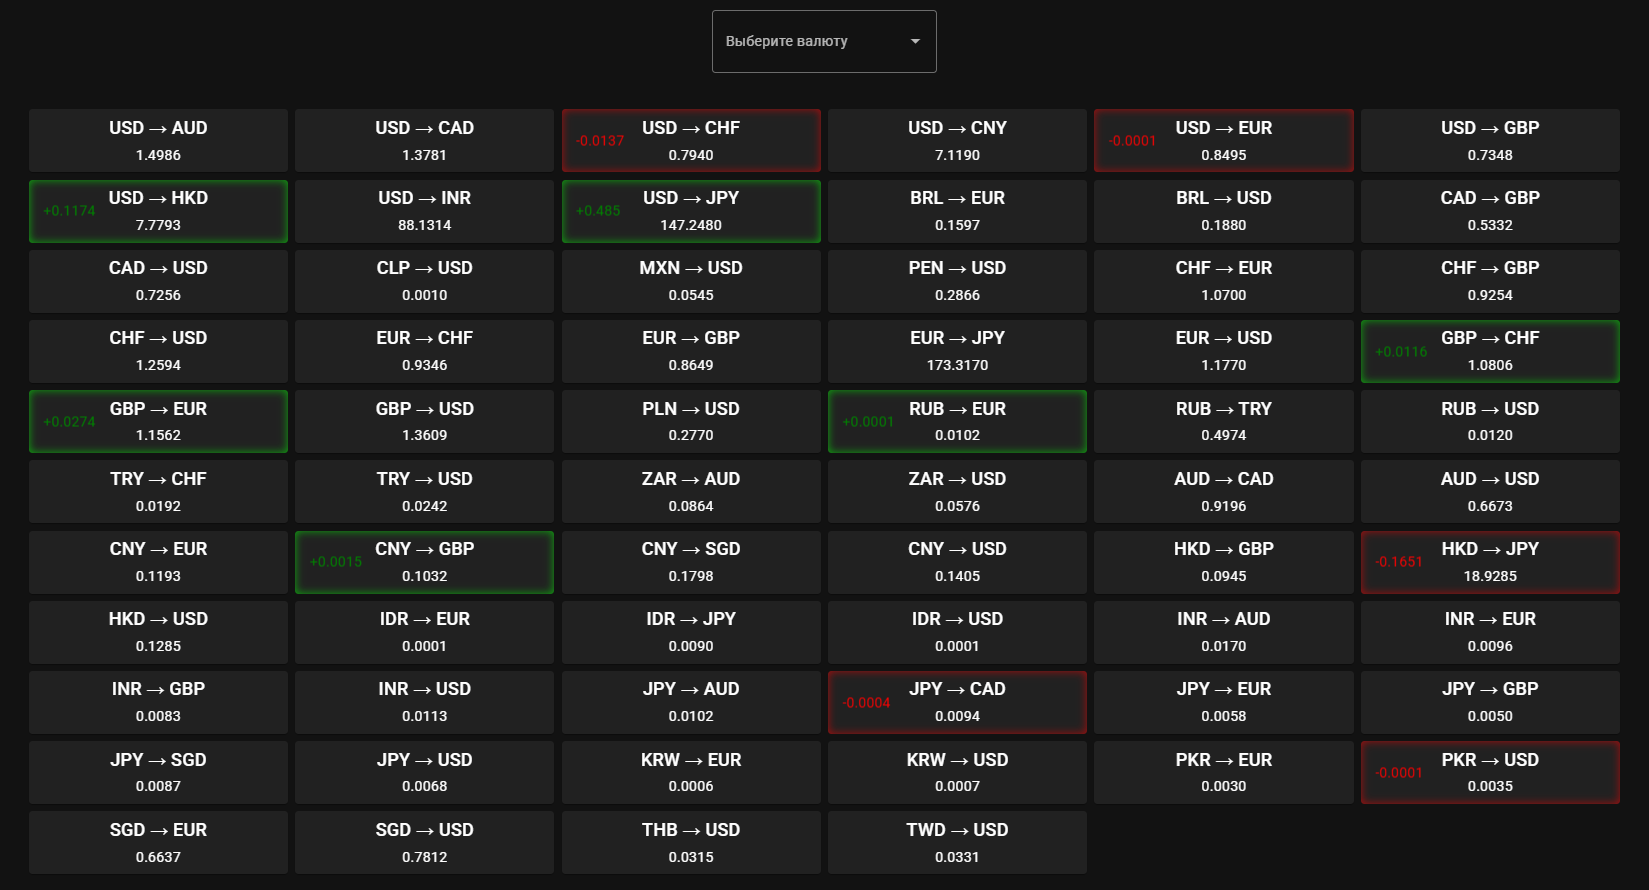 Выберите валюту
USD → AUD
1.4986
USD → CAD
1.3781
-0.0137
USD → CHF
0.7940
USD → CNY
7.1190
-0.0001
USD → EUR
0.8495
USD → GBP
0.7348
+0.1174
USD → HKD
7.7793
USD → INR
88.1314
+0.485
USD → JPY
147.2480
BRL → EUR
0.1597
BRL → USD
0.1880
CAD → GBP
0.5332
CAD → USD
0.7256
CLP → USD
0.0010
MXN → USD
0.0545
PEN → USD
0.2866
CHF → EUR
1.0700
CHF → GBP
0.9254
CHF → USD
1.2594
EUR → CHF
0.9346
EUR → GBP
0.8649
EUR → JPY
173.3170
EUR → USD
1.1770
+0.0116
GBP → CHF
1.0806
+0.0274
GBP → EUR
1.1562
GBP → USD
1.3609
PLN → USD
0.2770
+0.0001
RUB → EUR
0.0102
RUB → TRY
0.4974
RUB → USD
0.0120
TRY → CHF
0.0192
TRY → USD
0.0242
ZAR → AUD
0.0864
ZAR → USD
0.0576
AUD → CAD
0.9196
AUD → USD
0.6673
CNY → EUR
0.1193
+0.0015
CNY → GBP
0.1032
CNY → SGD
0.1798
CNY → USD
0.1405
HKD → GBP
0.0945
-0.1651
HKD → JPY
18.9285
HKD → USD
0.1285
IDR → EUR
0.0001
IDR → JPY
0.0090
IDR → USD
0.0001
INR → AUD
0.0170
INR → EUR
0.0096
INR → GBP
0.0083
INR → USD
0.0113
JPY → AUD
0.0102
-0.0004
JPY → CAD
0.0094
JPY → EUR
0.0058
JPY → GBP
0.0050
JPY → SGD
0.0087
JPY → USD
0.0068
KRW → EUR
0.0006
KRW → USD
0.0007
PKR → EUR
0.0030
-0.0001
PKR → USD
0.0035
SGD → EUR
0.6637
SGD → USD
0.7812
THB → USD
0.0315
TWD → USD
0.0331